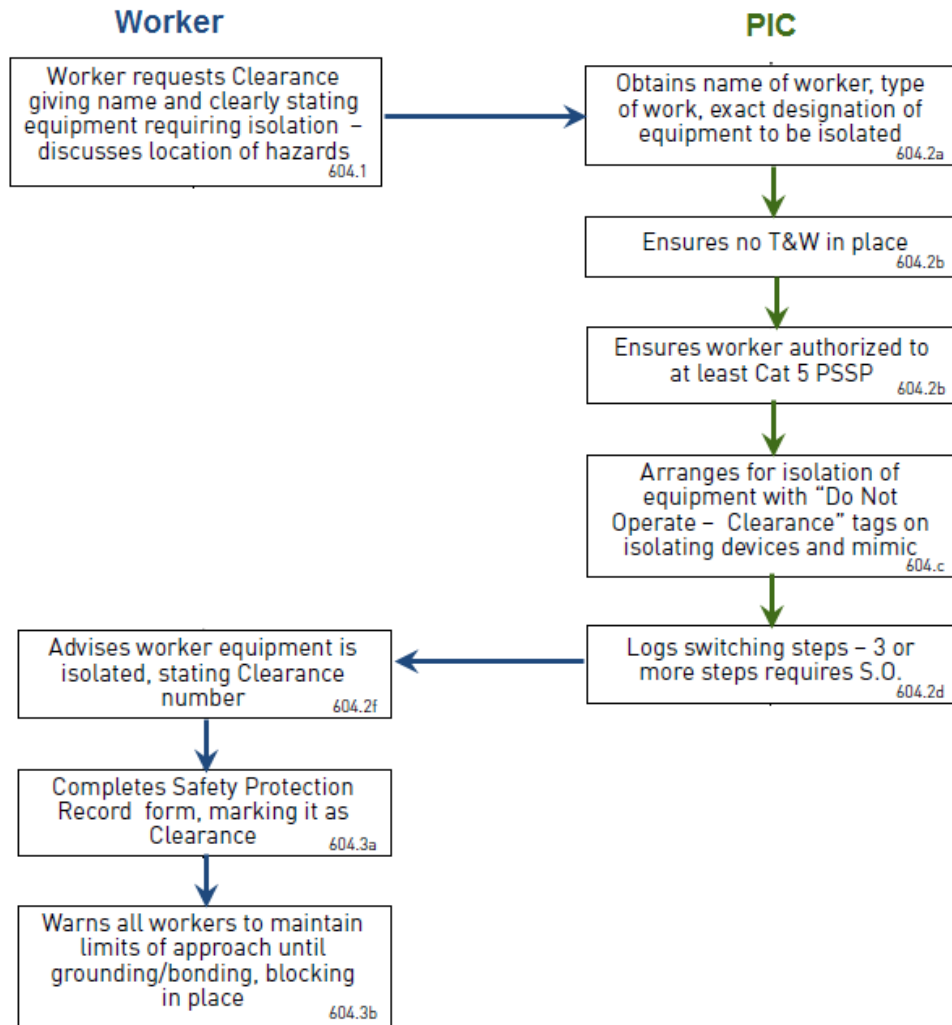 Worker
PIC
Worker requests Clearance
giving name and clearly stating
equipment requiring isolation –
discusses location of hazards
604.1
Obtains name of worker, type
of work, exact designation of
equipment to be isolated
604.2a
Ensures no T&W in place
604.2b
Ensures worker authorized to
at least Cat 5 PSSP
604.2b
Arranges for isolation of
equipment with “Do Not
Operate – Clearance” tags on
isolating devices and mimic
604.c
Logs switching steps – 3 or
more steps requires S.O.
604.2d
Advises worker equipment is
isolated, stating Clearance
number
604.2f
Completes Safety Protection
Record form, marking it as
Clearance
604.3a
Warns all workers to maintain
limits of approach until
grounding/bonding, blocking
in place
604.3b